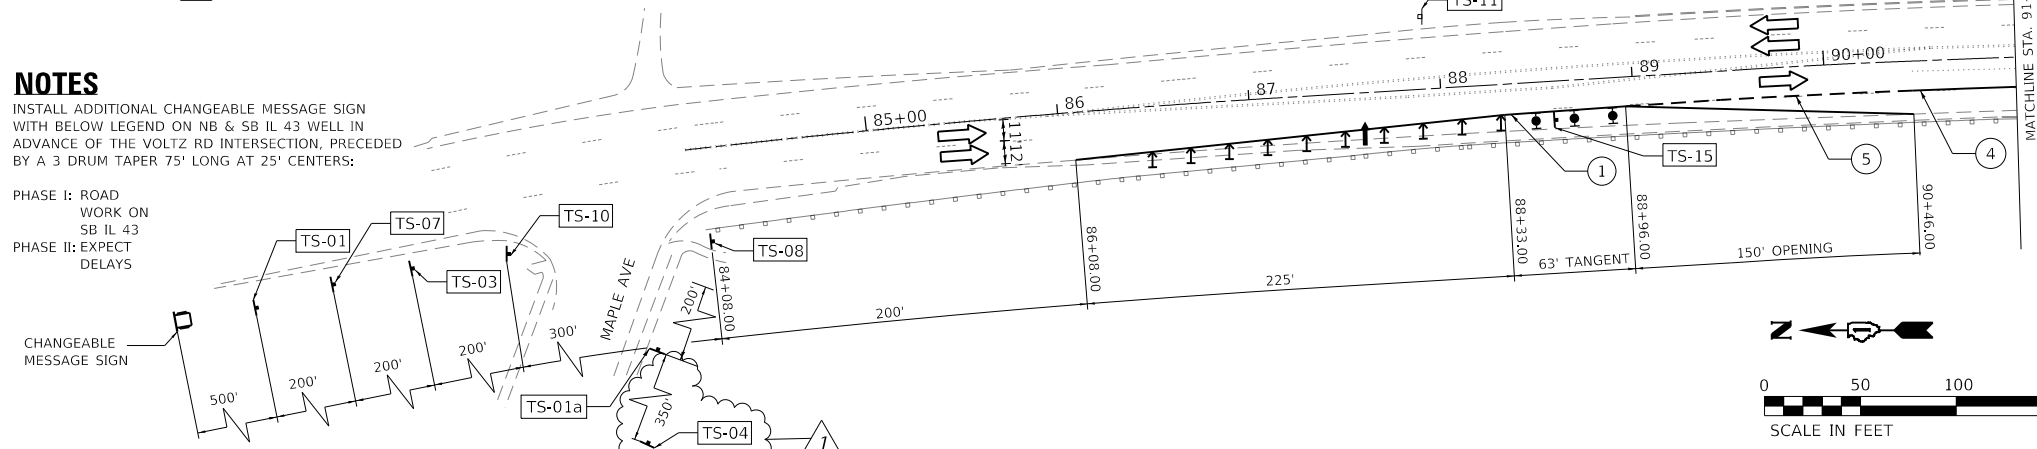 TS-11
NOTES
INSTALL ADDITIONAL CHANGEABLE MESSAGE SIGN
WITH BELOW LEGEND ON NB & SB IL 43 WELL IN
ADVANCE OF THE VOLTZ RD INTERSECTION, PRECEDED
BY A 3 DRUM TAPER 75' LONG AT 25' CENTERS:
PHASE I: ROAD
WORK ON
SB IL 43
PHASE II: EXPECT
DELAYS
CHANGEABLE
MESSAGE SIGN
TS-01
TS-07
TS-03
TS-10
TS-08
TS-01a
TS-04
TS-15
MAPLE AVE
500'
200'
200'
200'
300'
200'
350'
1
84+08.00
200'
86+08.00
225'
88+33.00
63' TANGENT
88+96.00
150' OPENING
90+46.00
85+00
86
87
88
89
90+00
11'
12'
1
5
4
MATCHLINE STA. 91+
N
0 50 100
SCALE IN FEET